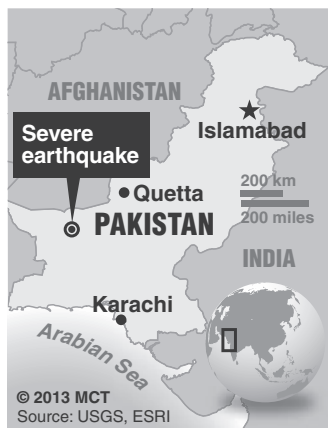 AFGHANISTAN
Severe
earthquake
Islamabad
Quetta
200 km
200 miles
PAKISTAN
INDIA
Karachi
Arabian Sea
© 2013 MCT
Source: USGS, ESRI